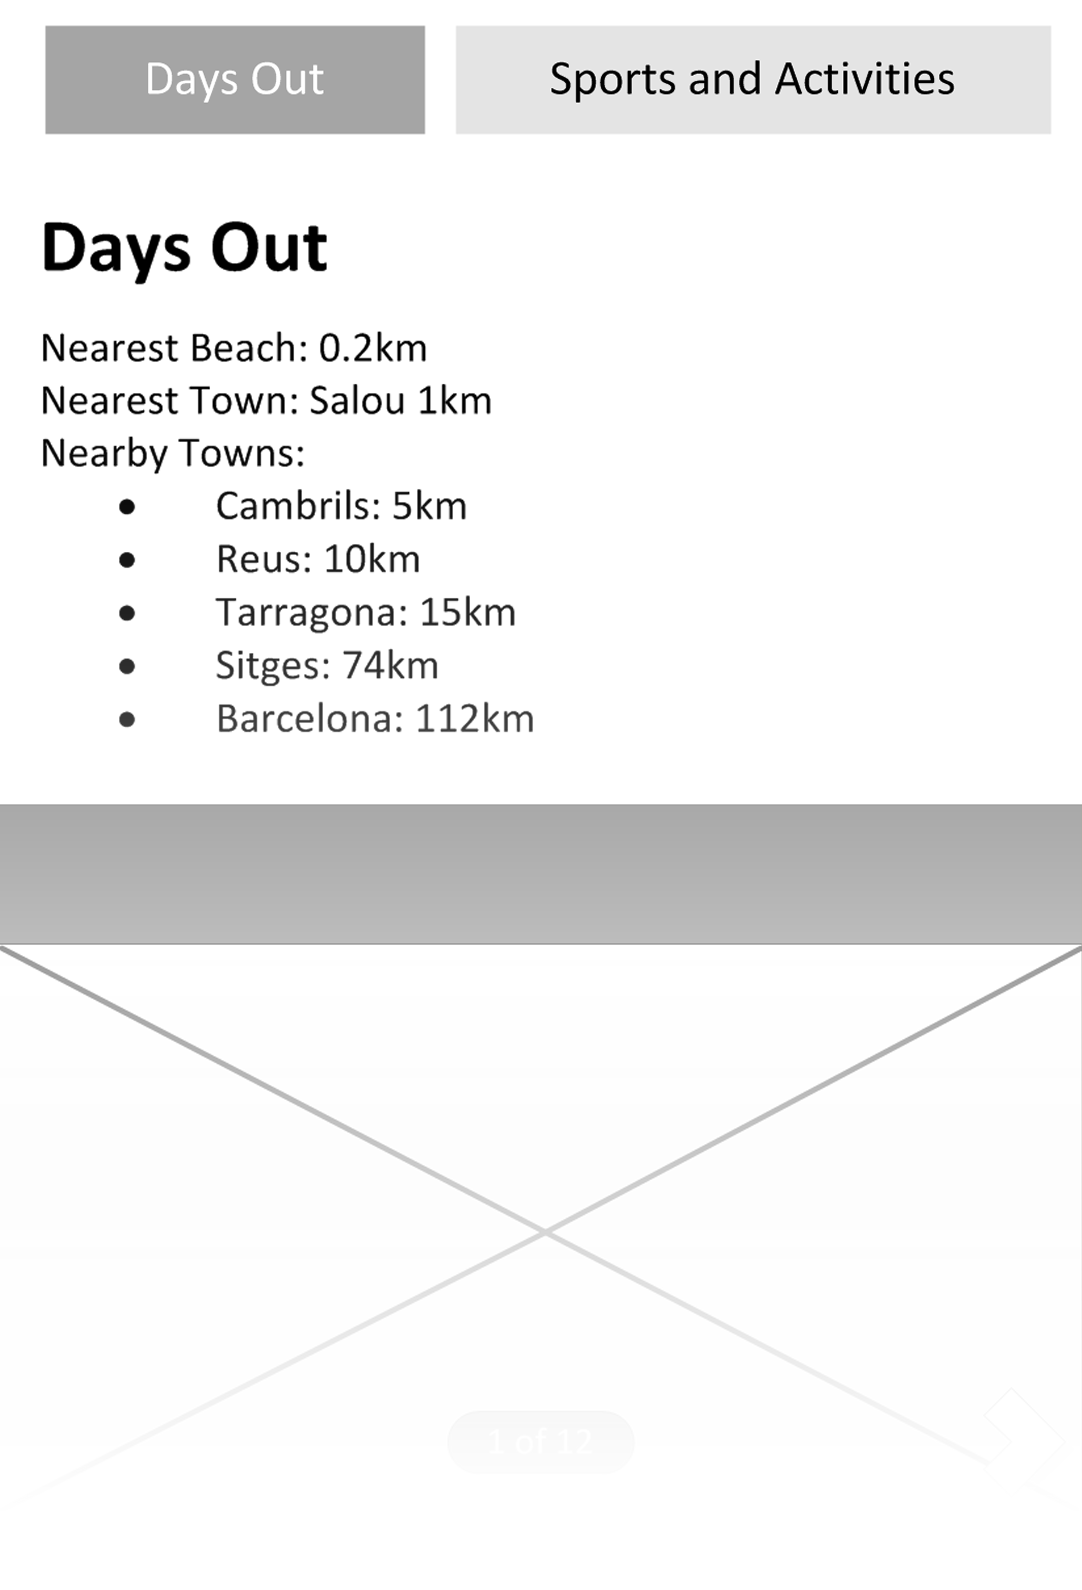 Days Out
Sports and Activities
Days Out
Nearest Beach: 0.2km
Nearest Town: Salou 1km
Nearby Towns:
• Cambrils: 5km
• Reus: 10km
• Tarragona: 15km
• Sitges: 74km
• Barcelona: 112km
1 of 12